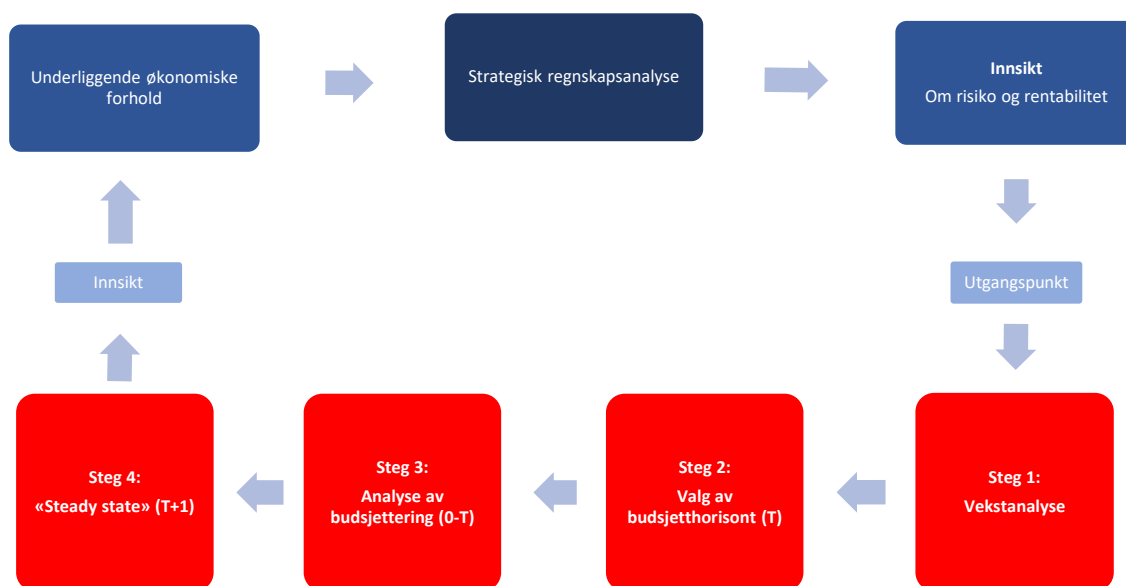 Underliggende økonomiske
forhold
Strategisk regnskapsanalyse
Innsikt
Om risiko og rentabilitet
Innsikt
Utgangspunkt
Steg 4:
«Steady state» (T+1)
Steg 3:
Analyse av
budsjettering (0-T)
Steg 2:
Valg av
budsjetthorisont (T)
Steg 1:
Vekstanalyse